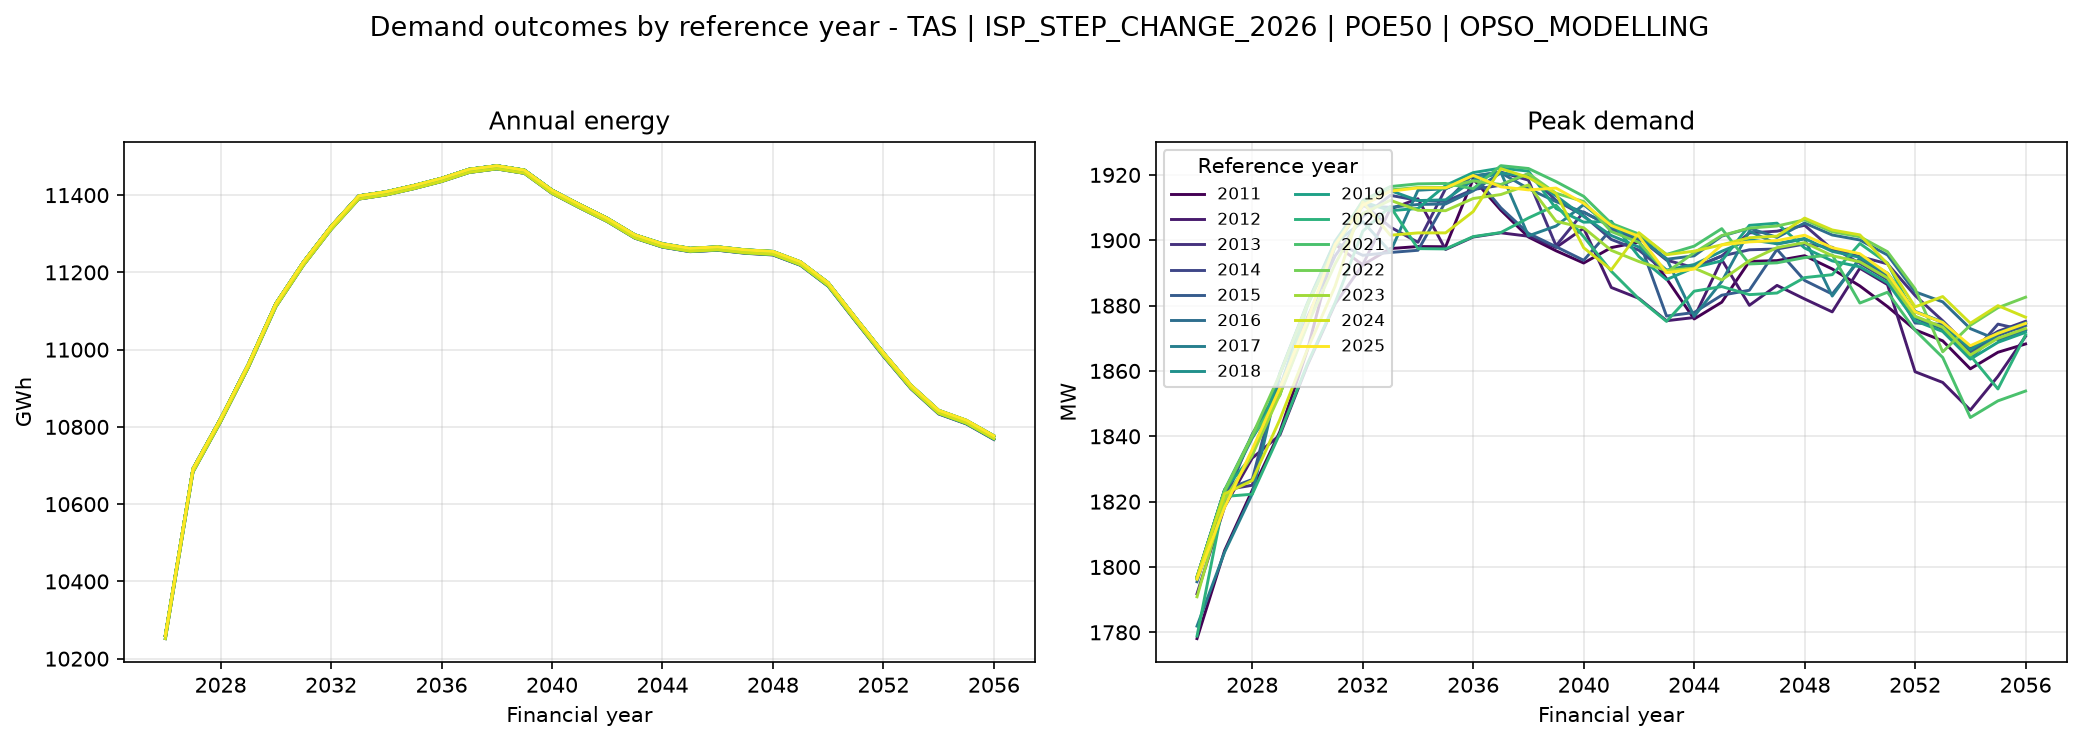 Demand outcomes by reference year - TAS | ISP_STEP_CHANGE_2026 | POE50 | OPSO_MODELLING
Annual energy
GWh
11400
11200
11000
10800
10600
10400
10200
2028 2032 2036 2040 2044 2048 2052 2056
Financial year
Peak demand
MW
1920
1900
1880
1860
1840
1820
1800
1780
Reference year
2011 2019
2012 2020
2013 2021
2014 2022
2015 2023
2016 2024
2017 2025
2018
2028 2032 2036 2040 2044 2048 2052 2056
Financial year